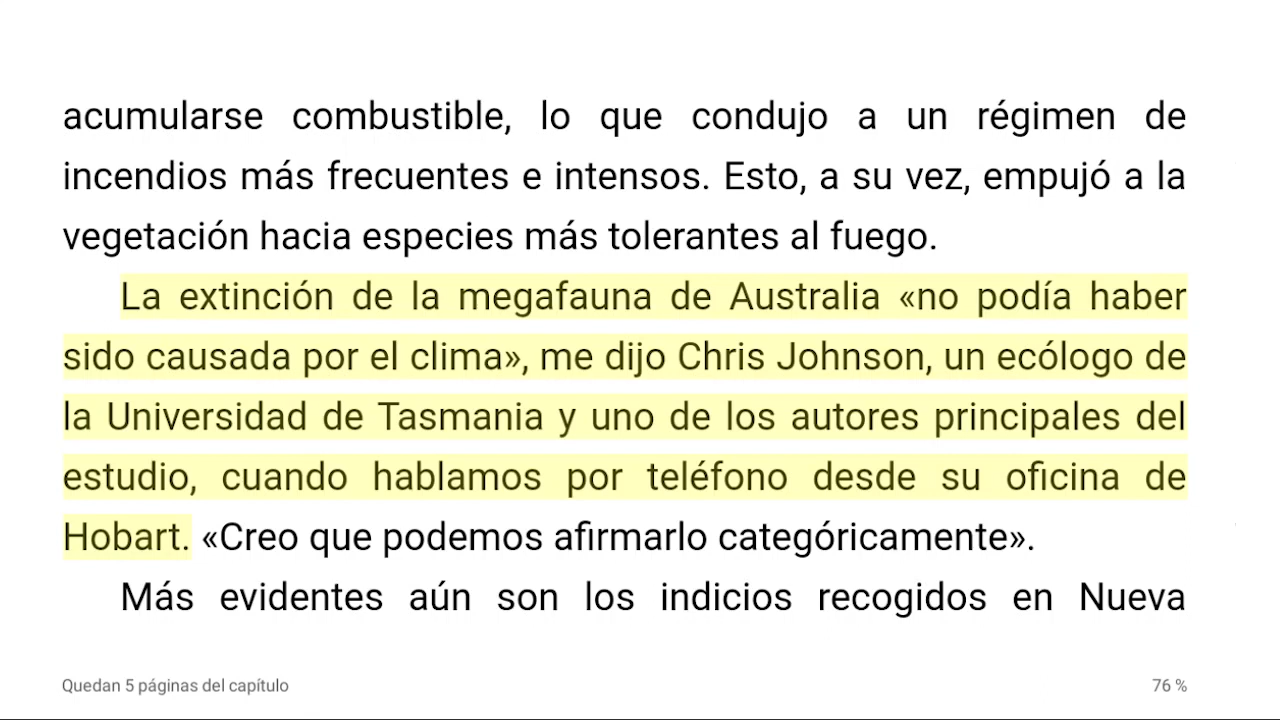 acumularse combustible, lo que condujo a un régimen de
incendios más frecuentes e intensos. Esto, a su vez, empujó a la
vegetación hacia especies más tolerantes al fuego.
La extinción de la megafauna de Australia «no podía haber
sido causada por el clima», me dijo Chris Johnson, un ecólogo de
la Universidad de Tasmania y uno de los autores principales del
estudio, cuando hablamos por teléfono desde su oficina de
Hobart. «Creo que podemos afirmarlo categóricamente».
Más evidentes aún son los indicios recogidos en Nueva
Quedan 5 páginas del capítulo
76 %